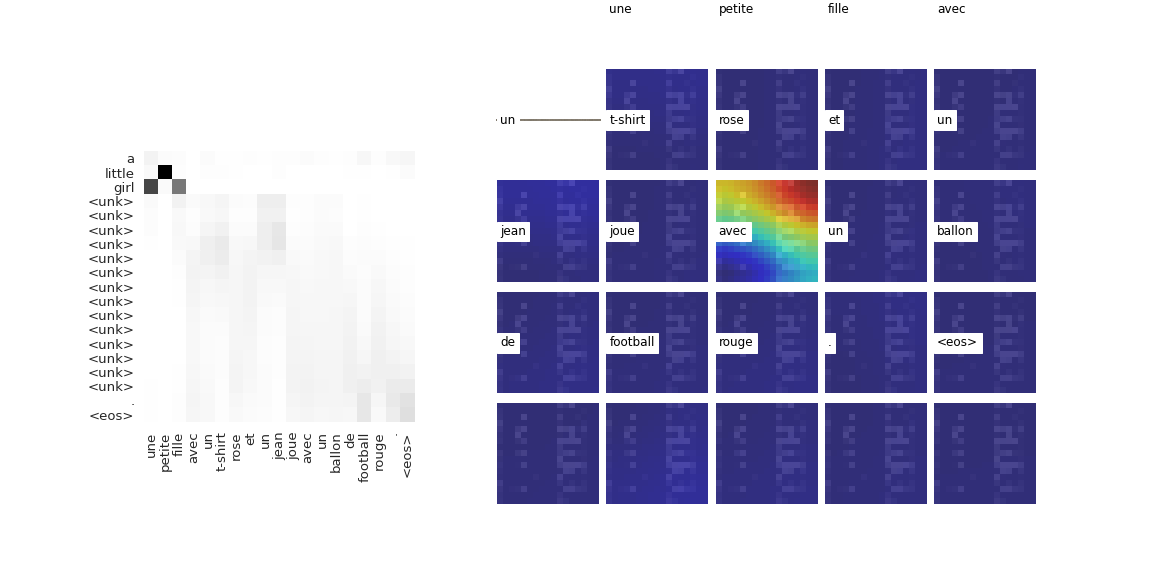 une petite fille avec
un t-shirt rose et un
jean joue avec un ballon
de football rouge . <eos>
a
little
girl
<unk>
<unk>
<unk>
<unk>
<unk>
<unk>
<unk>
<unk>
<unk>
<unk>
<unk>
<unk>
<unk>
<unk>
.
<eos>
une petite fille avec un t-shirt rose et un jean joue avec un ballon de football rouge . <eos>